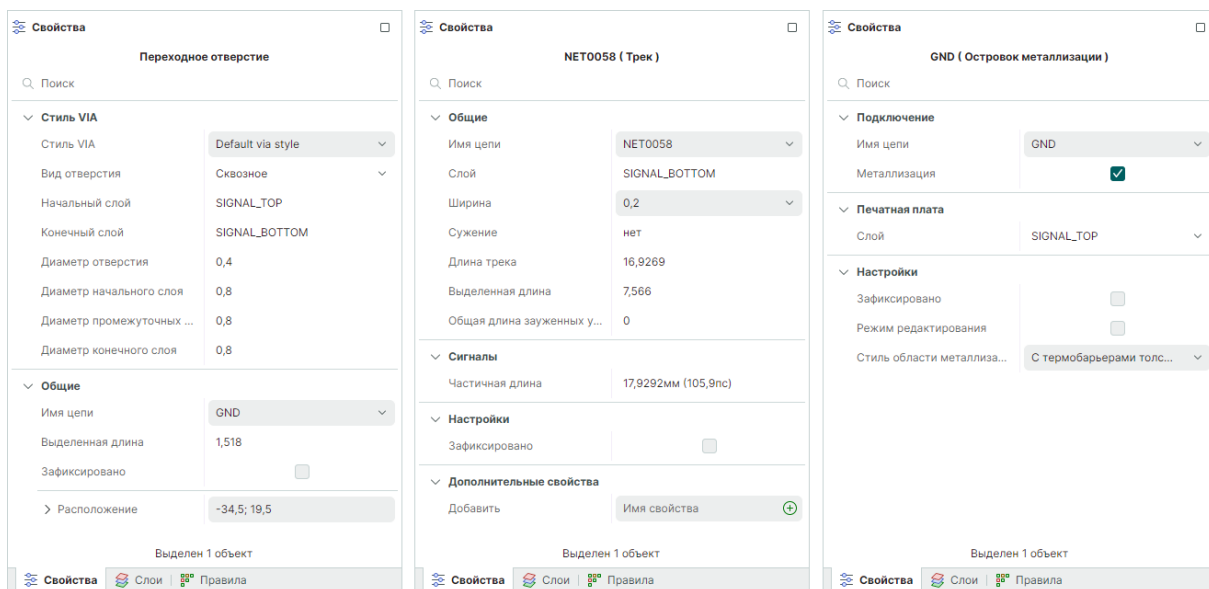 Свойства
Переходное отверстие
Поиск
Стиль VIA
Стиль VIA Default via style
Вид отверстия Сквозное
Начальный слой SIGNAL_TOP
Конечный слой SIGNAL_BOTTOM
Диаметр отверстия 0,4
Диаметр начального слоя 0,8
Диаметр промежуточных ... 0,8
Диаметр конечного слоя 0,8
Общие
Имя цепи GND
Выделенная длина 1,518
Зафиксировано
Расположение -34,5; 19,5
Выделен 1 объект
Свойства Слои Правила
Свойства
NET0058 ( Трек )
Поиск
Общие
Имя цепи NET0058
Слой SIGNAL_BOTTOM
Ширина 0,2
Сужение нет
Длина трека 16,9269
Выделенная длина 7,566
Общая длина зауженных у... 0
Сигналы
Частичная длина 17,9292мм (105,9пс)
Настройки
Зафиксировано
Дополнительные свойства
Добавить Имя свойства
Выделен 1 объект
Свойства Слои Правила
Свойства
GND ( Островок металлизации )
Поиск
Подключение
Имя цепи GND
Металлизация
Печатная плата
Слой SIGNAL_TOP
Настройки
Зафиксировано
Режим редактирования
Стиль области металлиза... С термобарьерами толс...
Выделен 1 объект
Свойства Слои Правила